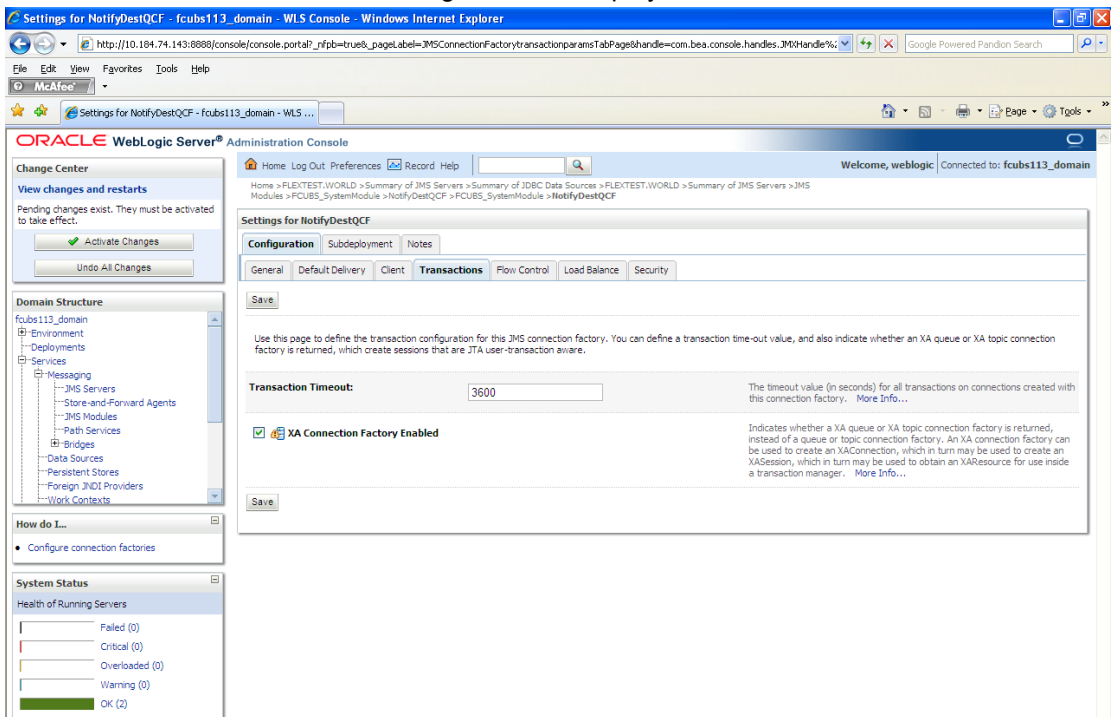 Settings for NotifyDestQCF - fcubs113_domain - WLS Console - Windows Internet Explorer
http://10.184.74.143:8888/console/console.portal?_nfpb=true&_pageLabel=JMSConnectionFactorytransactionparamsTabPage&handle=com.bea.console.handles.JMXHandle%
Google Powered Pandion Search
File Edit View Favorites Tools Help
McAfee
Settings for NotifyDestQCF - fcubs113_domain - WLS ...
Page Tools »
ORACLE WebLogic Server® Administration Console
Change Center
View changes and restarts
Pending changes exist. They must be activated
to take effect.
Activate Changes
Undo All Changes
Domain Structure
fcubs113_domain
Environment
Deployments
Services
Messaging
JMS Servers
Store-and-Forward Agents
JMS Modules
Path Services
Bridges
Data Sources
Persistent Stores
Foreign JNDI Providers
Work Contexts
How do I...
Configure connection factories
System Status
Health of Running Servers
Failed (0)
Critical (0)
Overloaded (0)
Warning (0)
OK (2)
Home Log Out Preferences Record Help
Welcome, weblogic Connected to: fcubs113_domain
Home >FLEXTEST.WORLD >Summary of JMS Servers >Summary of JDBC Data Sources >FLEXTEST.WORLD >Summary of JMS Servers >JMS
Modules >FCUBS_SystemModule >NotifyDestQCF >FCUBS_SystemModule >NotifyDestQCF
Settings for NotifyDestQCF
Configuration Subdeployment Notes
General Default Delivery Client Transactions Flow Control Load Balance Security
Save
Use this page to define the transaction configuration for this JMS connection factory. You can define a transaction time-out value, and also indicate whether an XA queue or XA topic connection
factory is returned, which create sessions that are JTA user-transaction aware.
Transaction Timeout:
3600
The timeout value (in seconds) for all transactions on connections created with
this connection factory. More Info...
XA Connection Factory Enabled
Indicates whether a XA queue or XA topic connection factory is returned,
instead of a queue or topic connection factory. An XA connection factory can
be used to create an XAConnection, which in turn may be used to create an
XASession, which in turn may be used to obtain an XAResource for use inside
a transaction manager. More Info...
Save